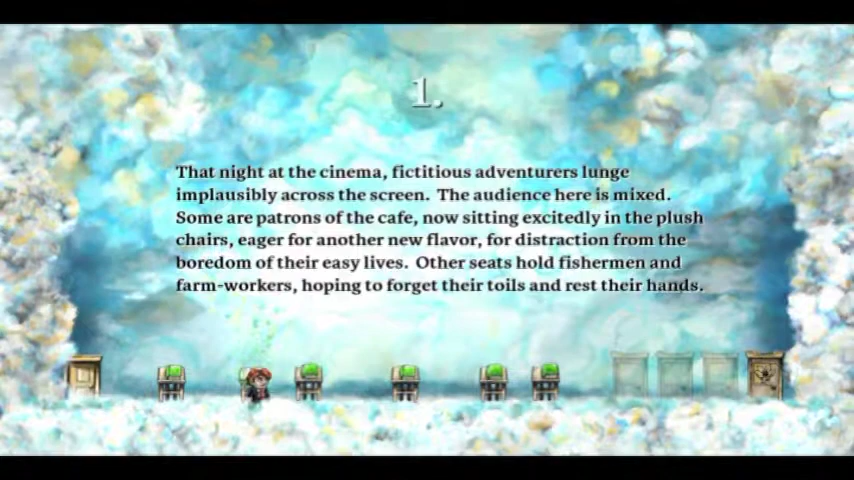 1.
That night at the cinema, fictitious adventurers lunge
implausibly across the screen. The audience here is mixed.
Some are patrons of the cafe, now sitting excitedly in the plush
chairs, eager for another new flavor, for distraction from the
boredom of their easy lives. Other seats hold fishermen and
farm-workers, hoping to forget their toils and rest their hands.